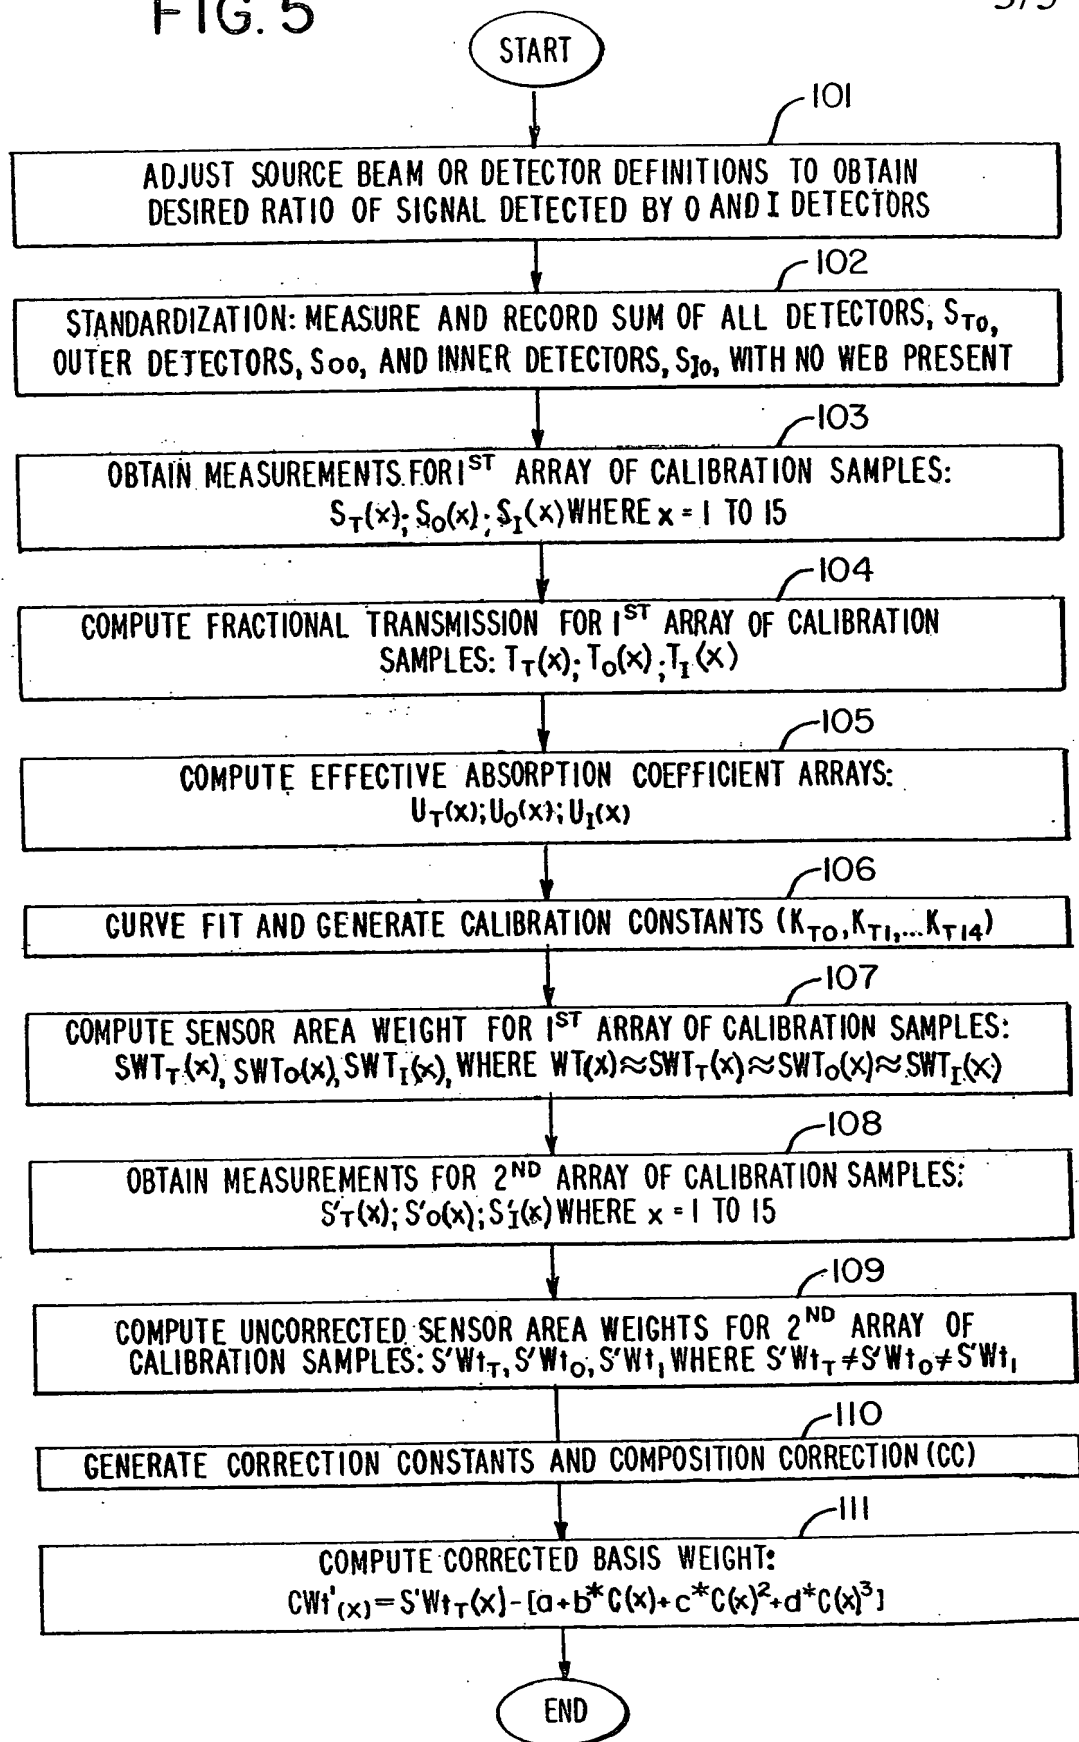 FIG. 5
START
101
ADJUST SOURCE BEAM OR DETECTOR DEFINITIONS TO OBTAIN
DESIRED RATIO OF SIGNAL DETECTED BY O AND I DETECTORS
102
STANDARDIZATION: MEASURE AND RECORD SUM OF ALL DETECTORS, STO,
OUTER DETECTORS, SOO, AND INNER DETECTORS, SIO, WITH NO WEB PRESENT
103
OBTAIN MEASUREMENTS FOR 1ST ARRAY OF CALIBRATION SAMPLES:
ST(x); SO(x); SI(x) WHERE x = 1 TO 15
104
COMPUTE FRACTIONAL TRANSMISSION FOR 1ST ARRAY OF CALIBRATION
SAMPLES: TT(x); TO(x); TI(x)
105
COMPUTE EFFECTIVE ABSORPTION COEFFICIENT ARRAYS:
UT(x); UO(x); UI(x)
106
CURVE FIT AND GENERATE CALIBRATION CONSTANTS (KTO, KT1,...KT14)
107
COMPUTE SENSOR AREA WEIGHT FOR 1ST ARRAY OF CALIBRATION SAMPLES:
SWTT(x), SWTO(x), SWTI(x), WHERE WT(x)≈SWTT(x)≈SWTO(x)≈SWTI(x)
108
OBTAIN MEASUREMENTS FOR 2ND ARRAY OF CALIBRATION SAMPLES:
S'T(x); S'O(x); S'I(x) WHERE x = 1 TO 15
109
COMPUTE UNCORRECTED SENSOR AREA WEIGHTS FOR 2ND ARRAY OF
CALIBRATION SAMPLES: S'WtT, S'WtO, S'WtI WHERE S'WtT≠S'WtO≠S'WtI
110
GENERATE CORRECTION CONSTANTS AND COMPOSITION CORRECTION (CC)
111
COMPUTE CORRECTED BASIS WEIGHT:
CWt'(x) = S'WtT(x) - [a+b*C(x)+c*C(x)²+d*C(x)³]
END